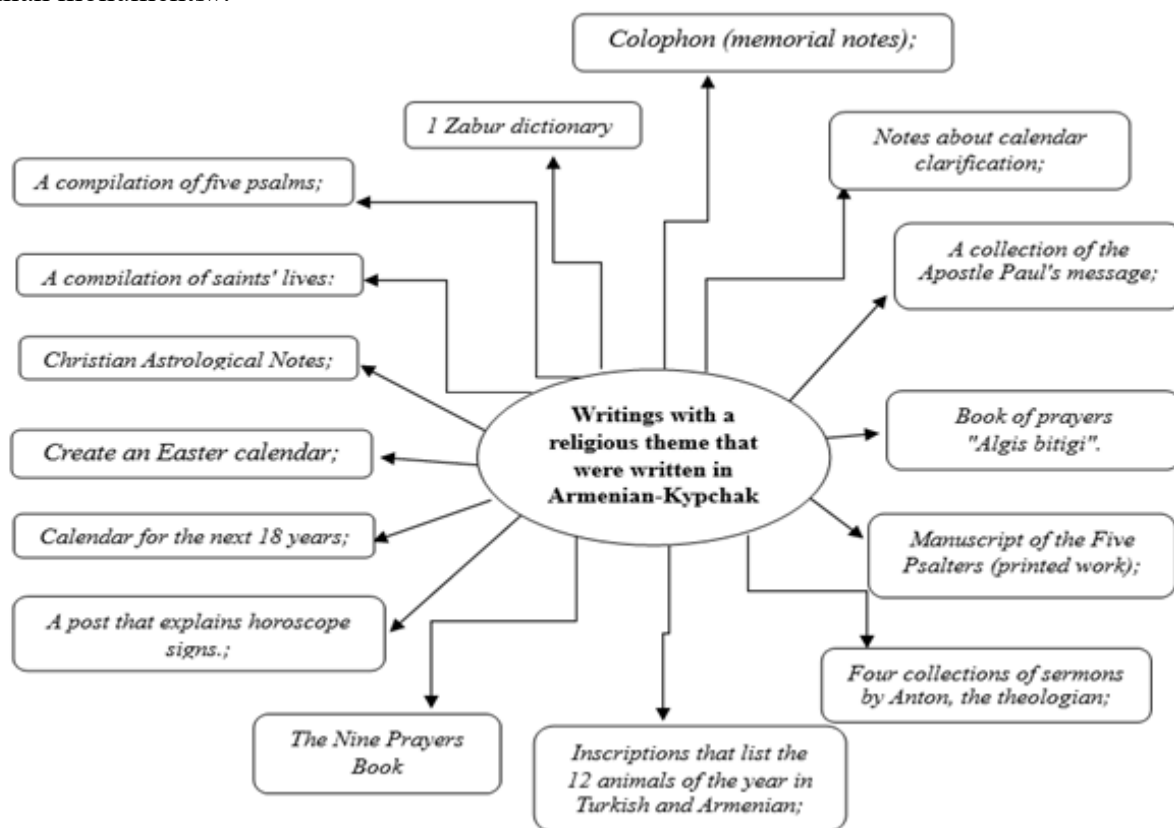 Colophon (memorial notes);
1 Zabur dictionary
Notes about calendar
clarification;
A compilation of five psalms;
A collection of the
Apostle Paul's message;
A compilation of saints' lives:
Christian Astrological Notes;
Writings with a
religious theme that
were written in
Armenian-Kypchak
Book of prayers
"Algis bitigi".
Create an Easter calendar;
Calendar for the next 18 years;
Manuscript of the Five
Psalters (printed work);
A post that explains horoscope
signs.;
Four collections of sermons
by Anton, the theologian;
The Nine Prayers
Book
Inscriptions that list the
12 animals of the year in
Turkish and Armenian;